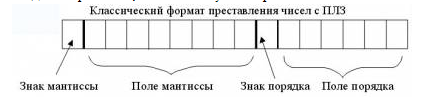 Классический формат преставления чисел с ПЛЗ
Знак мантиссы Поле мантиссы Знак порядка Поле порядка